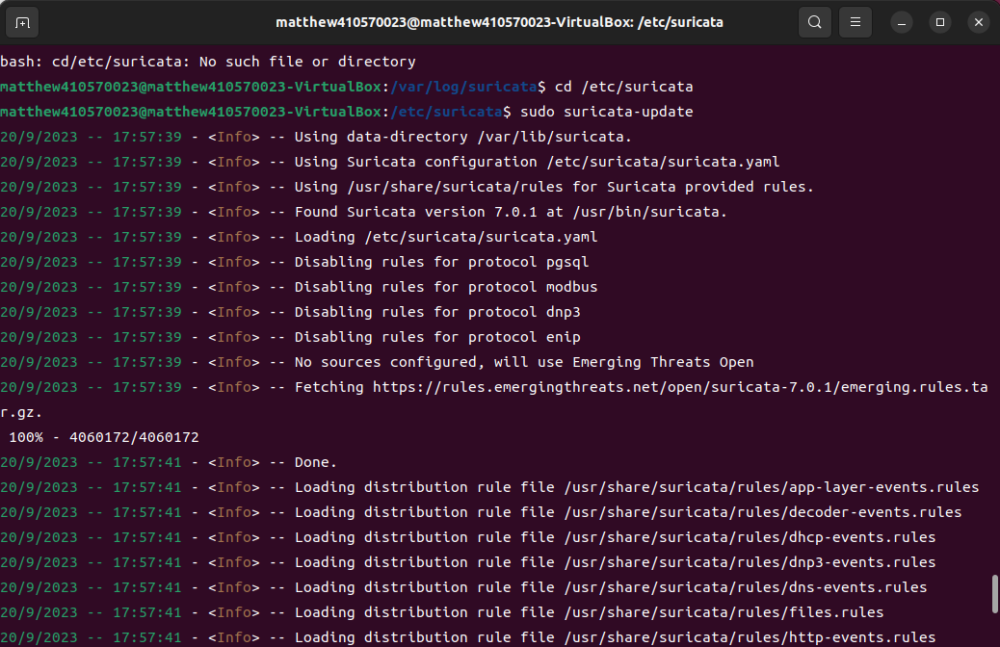 matthew410570023@matthew410570023-VirtualBox: /etc/suricata
bash: cd/etc/suricata: No such file or directory
matthew410570023@matthew410570023-VirtualBox:/var/log/suricata$ cd /etc/suricata
matthew410570023@matthew410570023-VirtualBox:/etc/suricata$ sudo suricata-update
20/9/2023 -- 17:57:39 - <Info> -- Using data-directory /var/lib/suricata.
20/9/2023 -- 17:57:39 - <Info> -- Using Suricata configuration /etc/suricata/suricata.yaml
20/9/2023 -- 17:57:39 - <Info> -- Using /usr/share/suricata/rules for Suricata provided rules.
20/9/2023 -- 17:57:39 - <Info> -- Found Suricata version 7.0.1 at /usr/bin/suricata.
20/9/2023 -- 17:57:39 - <Info> -- Loading /etc/suricata/suricata.yaml
20/9/2023 -- 17:57:39 - <Info> -- Disabling rules for protocol pgsql
20/9/2023 -- 17:57:39 - <Info> -- Disabling rules for protocol modbus
20/9/2023 -- 17:57:39 - <Info> -- Disabling rules for protocol dnp3
20/9/2023 -- 17:57:39 - <Info> -- Disabling rules for protocol enip
20/9/2023 -- 17:57:39 - <Info> -- No sources configured, will use Emerging Threats Open
20/9/2023 -- 17:57:39 - <Info> -- Fetching https://rules.emergingthreats.net/open/suricata-7.0.1/emerging.rules.ta
r.gz.
100% - 4060172/4060172
20/9/2023 -- 17:57:41 - <Info> -- Done.
20/9/2023 -- 17:57:41 - <Info> -- Loading distribution rule file /usr/share/suricata/rules/app-layer-events.rules
20/9/2023 -- 17:57:41 - <Info> -- Loading distribution rule file /usr/share/suricata/rules/decoder-events.rules
20/9/2023 -- 17:57:41 - <Info> -- Loading distribution rule file /usr/share/suricata/rules/dhcp-events.rules
20/9/2023 -- 17:57:41 - <Info> -- Loading distribution rule file /usr/share/suricata/rules/dnp3-events.rules
20/9/2023 -- 17:57:41 - <Info> -- Loading distribution rule file /usr/share/suricata/rules/dns-events.rules
20/9/2023 -- 17:57:41 - <Info> -- Loading distribution rule file /usr/share/suricata/rules/files.rules
20/9/2023 -- 17:57:41 - <Info> -- Loading distribution rule file /usr/share/suricata/rules/http-events.rules